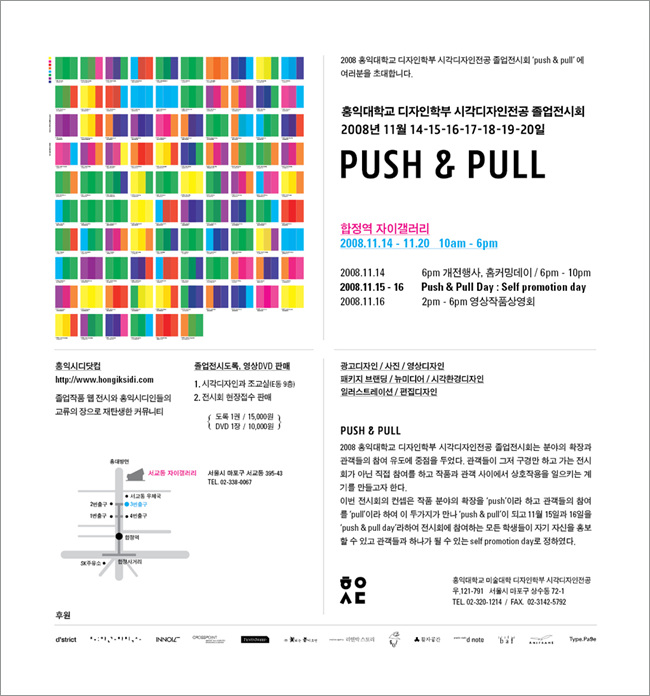 2008 홍익대학교 디자인학부 시각디자인전공 졸업전시회 'push & pull' 에
여러분을 초대합니다.
홍익대학교 디자인학부 시각디자인전공 졸업전시회
2008년 11월 14-15-16-17-18-19-20일
PUSH & PULL
합정역 자이갤러리
2008.11.14 - 11.20 10am - 6pm
2008.11.14 6pm 개전행사, 홈커밍데이 / 6pm - 10pm
2008.11.15 - 16 Push & Pull Day : Self promotion day
2008.11.16 2pm - 6pm 영상작품상영회
홍익시디닷컴
http://www.hongiksidi.com
졸업작품 웹 전시와 홍익시디인들의
교류의 장으로 재탄생한 커뮤니티
졸업전시도록, 영상DVD 판매
1. 시각디자인과 조교실(E동 9층)
2. 전시회 현장접수 판매
{ 도록 1권 / 15,000원 }
{ DVD 1장 / 10,000원 }
홍대방면
서교동 자이갤러리
서교동 우체국
2번출구
3번출구
1번출구
4번출구
합정역
SK주유소
합정사거리
서울시 마포구 서교동 395-43
TEL. 02-338-0067
광고디자인 / 사진 / 영상디자인
패키지 브랜딩 / 뉴미디어 / 시각환경디자인
일러스트레이션 / 편집디자인
PUSH & PULL
2008 홍익대학교 디자인학부 시각디자인전공 졸업전시회는 분야의 확장과
관객들의 참여 유도에 중점을 두었다. 관객들이 그저 구경만 하고 가는 전시
회가 아닌 직접 참여를 하고 작품과 관객 사이에서 상호작용을 일으키는 계
기를 만들고자 한다.
이번 전시회의 컨셉은 작품 분야의 확장을 'push'이라 하고 관객들의 참여
를 'pull'이라 하여 이 두가지가 만나 'push & pull'이 되고 11월 15일과 16일을
'push & pull day'라하여 전시회에 참여하는 모든 학생들이 자기 자신을 홍보
할 수 있고 관객들과 하나가 될 수 있는 self promotion day로 정하였다.
홍익대학교 미술대학 디자인학부 시각디자인전공
우.121-791 서울시 마포구 상수동 72-1
TEL. 02-320-1214 / FAX. 02-3142-5792
후원
d'strict INNOIZ CROSSPOINT 리앤박 스토리 활자공간 d note baf Type.Page